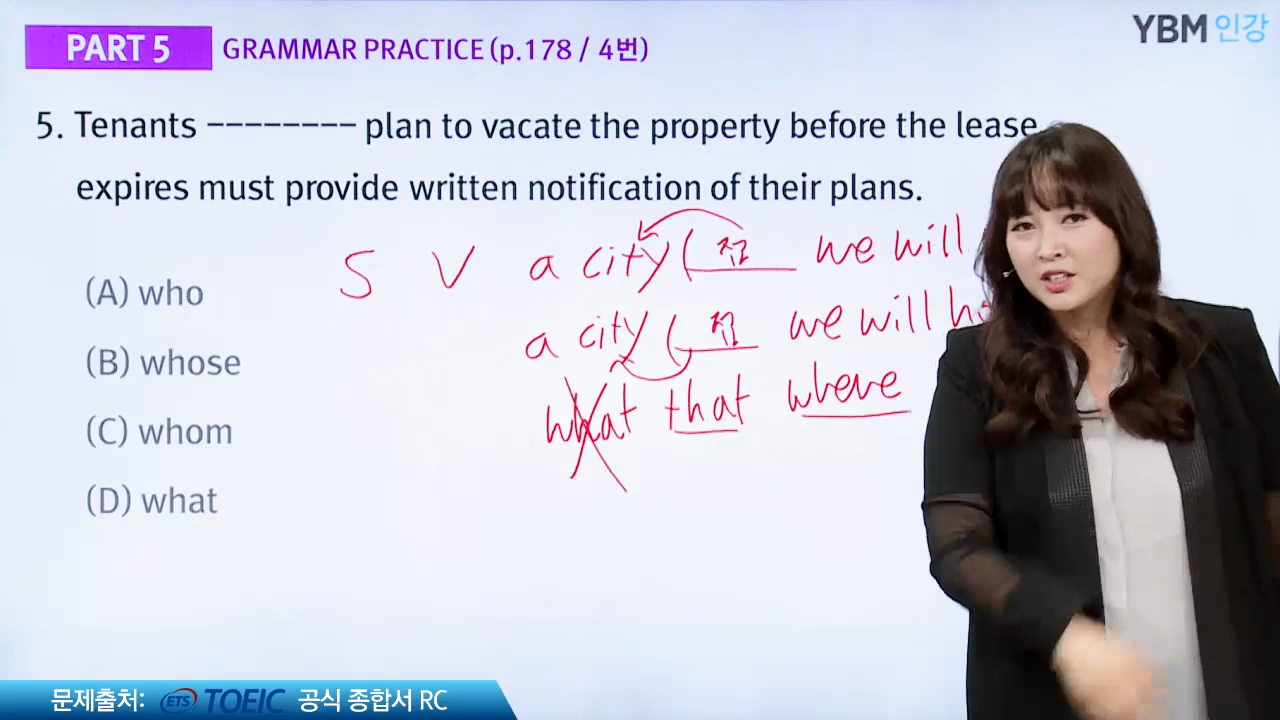 PART 5 GRAMMAR PRACTICE (p.178 / 4번)
YBM 인강
5. Tenants –––––––– plan to vacate the property before the lease
expires must provide written notification of their plans.
(A) who
(B) whose
(C) whom
(D) what
S V a city ( 접 we will
a city ( 접 we will
what that where
문제출처: ETS TOEIC 공식 종합서 RC